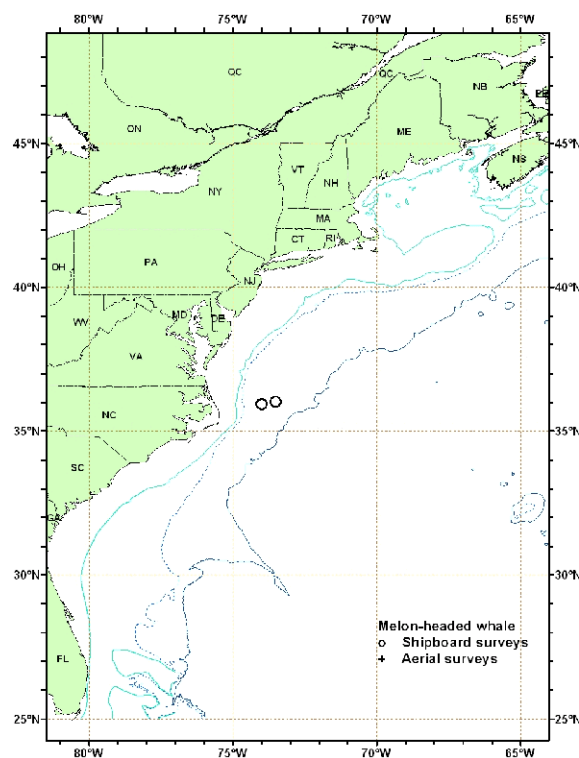 80°W 75°W 70°W 65°W
QC
QC
NB
PE
ON
45°N 45°N
ME
NS
VT
NH
NY
MA
CT RI
OH
PA
NJ
40°N 40°N
MD
DE
WV
VA
NC
35°N 35°N
SC
GA
30°N 30°N
Melon-headed whale
Shipboard surveys
+ Aerial surveys
FL
25°N 25°N
80°W 75°W 70°W 65°W